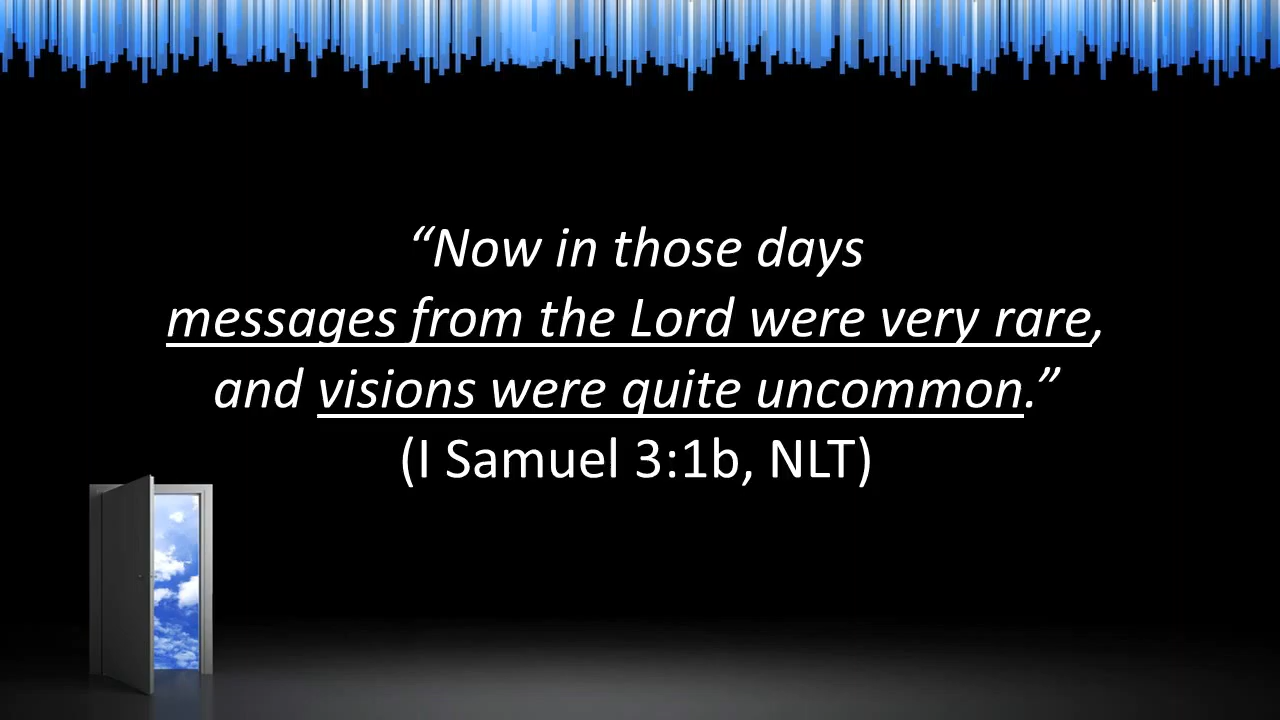 “Now in those days
messages from the Lord were very rare,
and visions were quite uncommon.”
(I Samuel 3:1b, NLT)